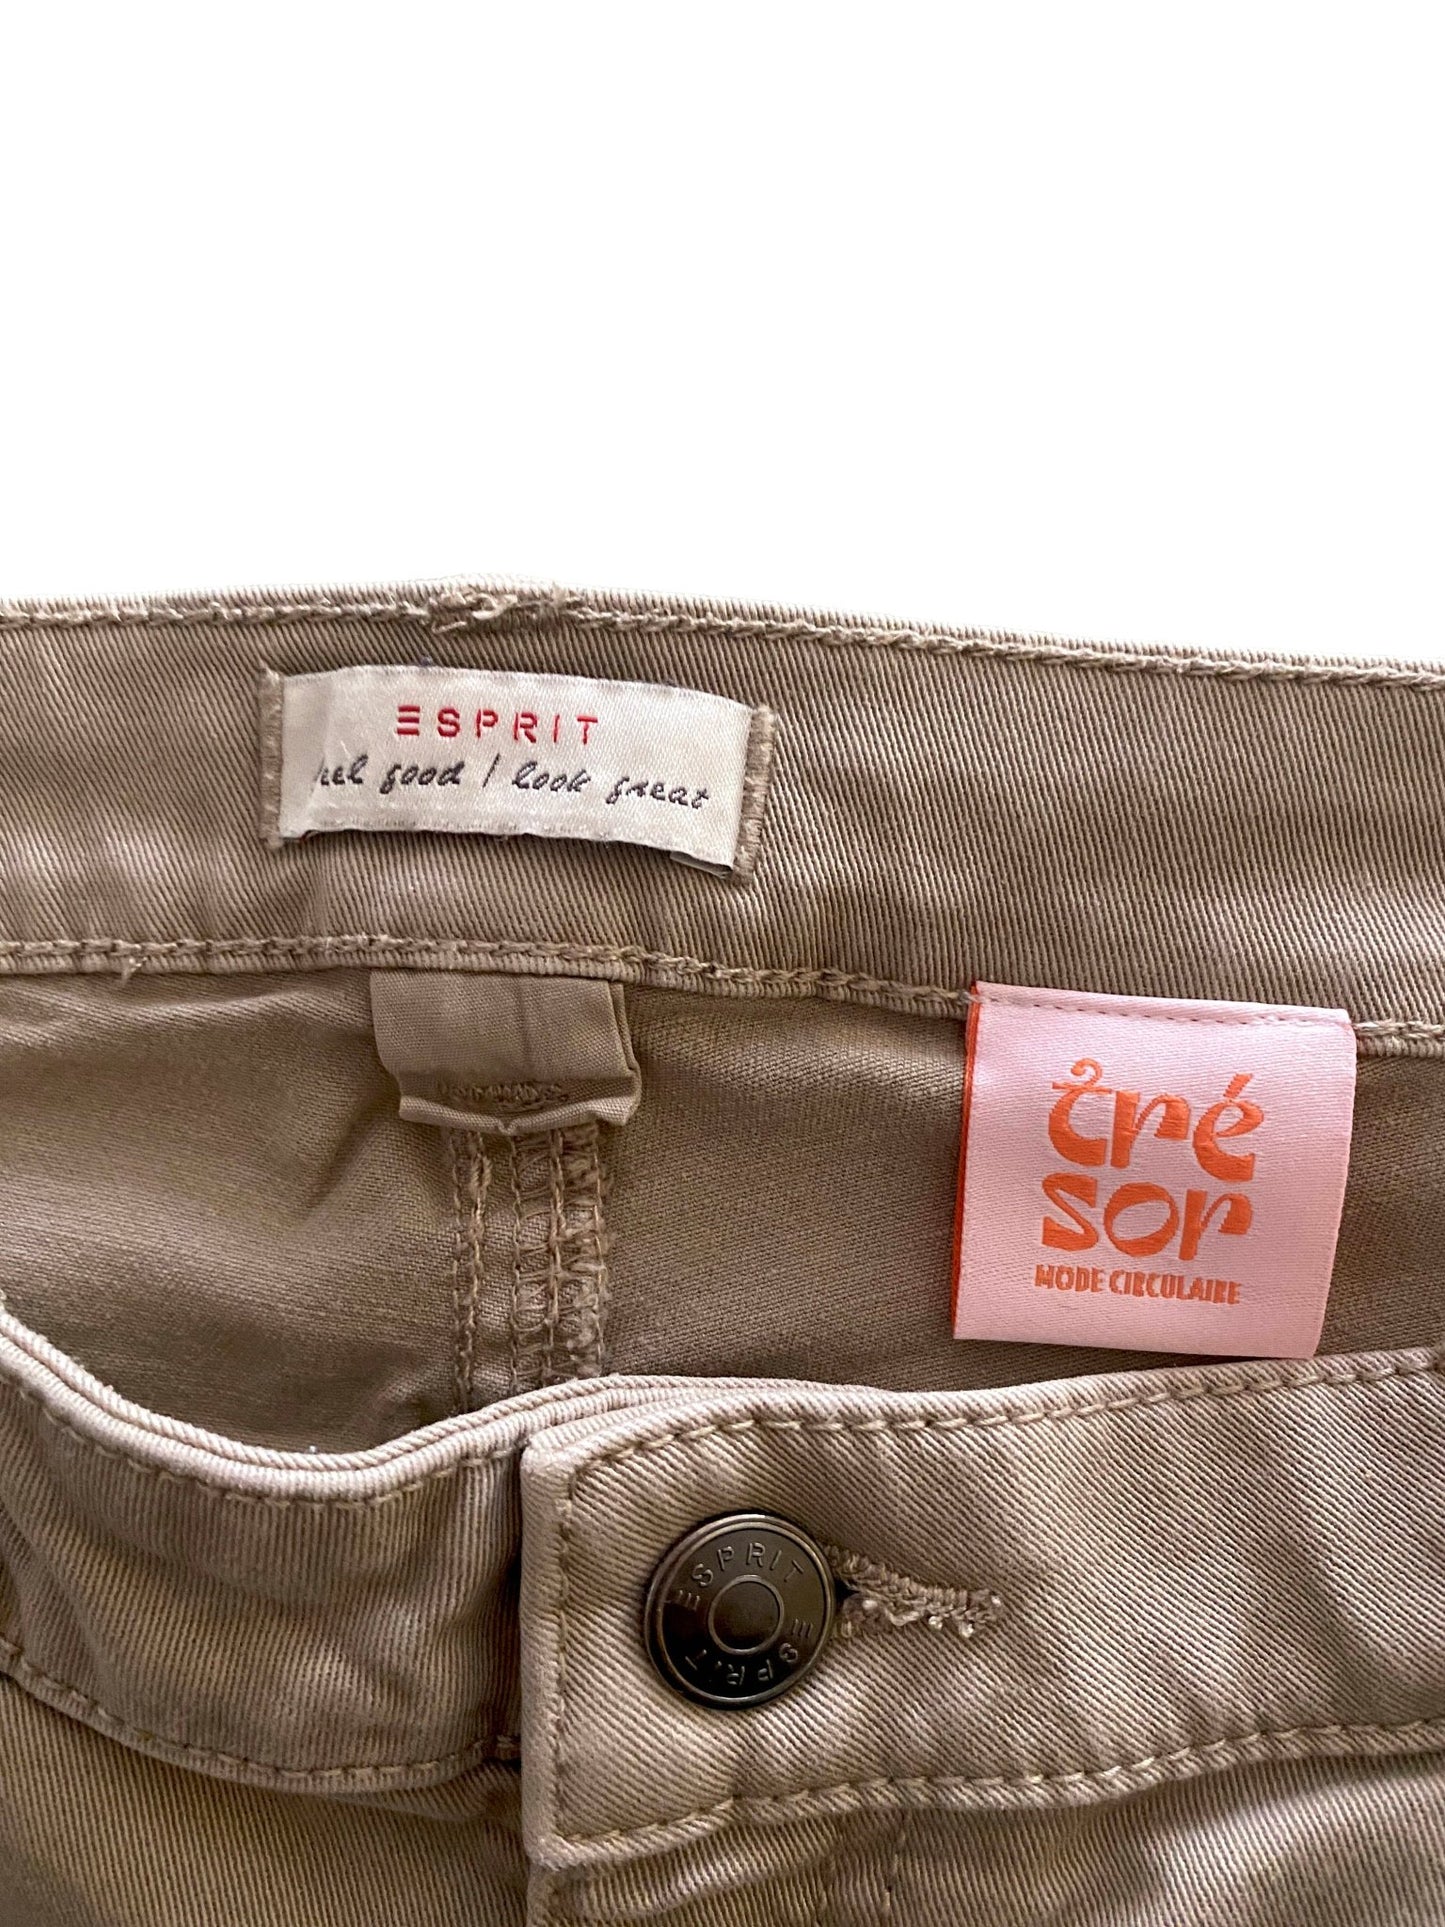 ESPRIT
feel good / look great
tré
sor
MODE CIRCULAIRE
ESPRIT
ESPRIT